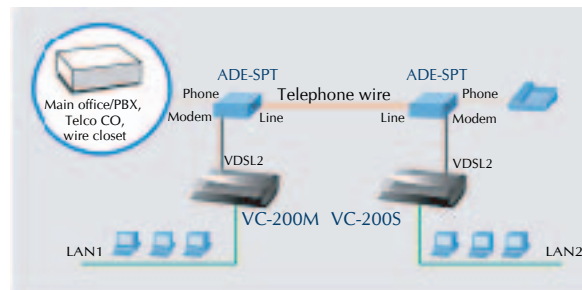 ADE-SPT
ADE-SPT
Phone
Telephone wire
Phone
Main office/PBX,
Telco CO,
wire closet
Modem
Line
Line
Modem
VDSL2
VDSL2
VC-200M
VC-200S
LAN1
LAN2